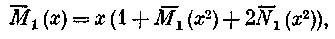 M̅₁(x) = x (1 + M̅₁(x²) + 2N̅₁(x²)),